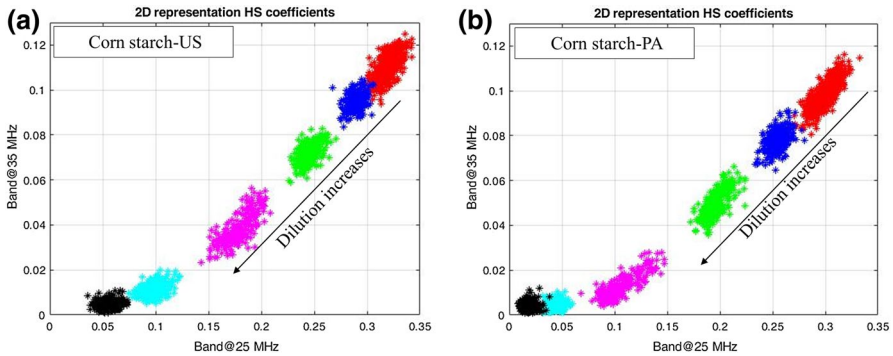 (a)
2D representation HS coefficients
Corn starch-US
0.12
0.1
0.08
0.06
0.04
0.02
0
Band@35 MHz
Dilution increases
0
0.05
0.1
0.15
0.2
0.25
0.3
0.35
Band@25 MHz
(b)
2D representation HS coefficients
Corn starch-PA
0.12
0.1
0.08
0.06
0.04
0.02
0
Band@35 MHz
Dilution increases
0
0.05
0.1
0.15
0.2
0.25
0.3
0.35
Band@25 MHz